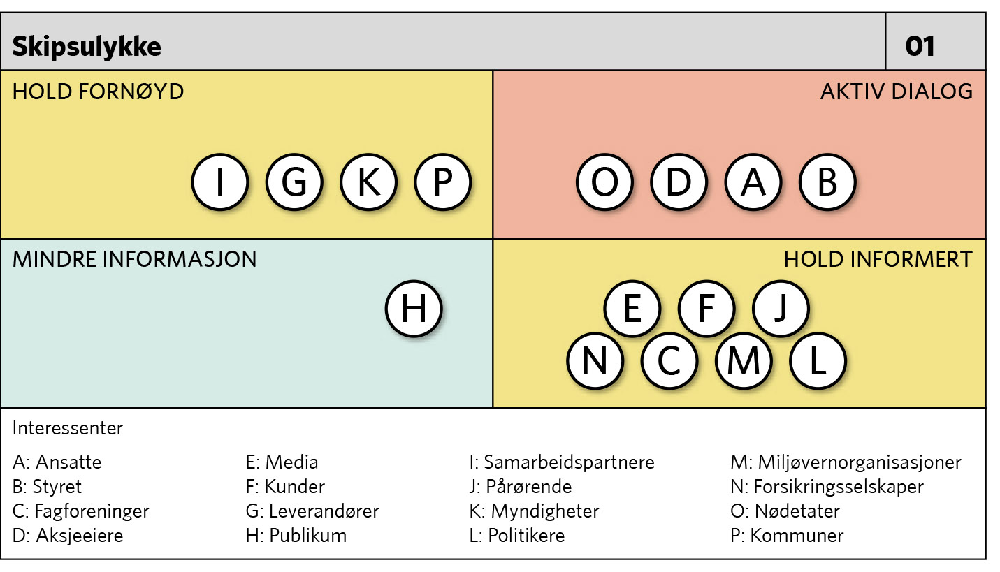 Skipsulykke 01
HOLD FORNØYD
I G K P
AKTIV DIALOG
O D A B
MINDRE INFORMASJON
H
HOLD INFORMERT
E F J
N C M L
Interessenter
A: Ansatte
B: Styret
C: Fagforeninger
D: Aksjeeiere
E: Media
F: Kunder
G: Leverandører
H: Publikum
I: Samarbeidspartnere
J: Pårørende
K: Myndigheter
L: Politikere
M: Miljøvernorganisasjoner
N: Forsikringsselskaper
O: Nødetater
P: Kommuner